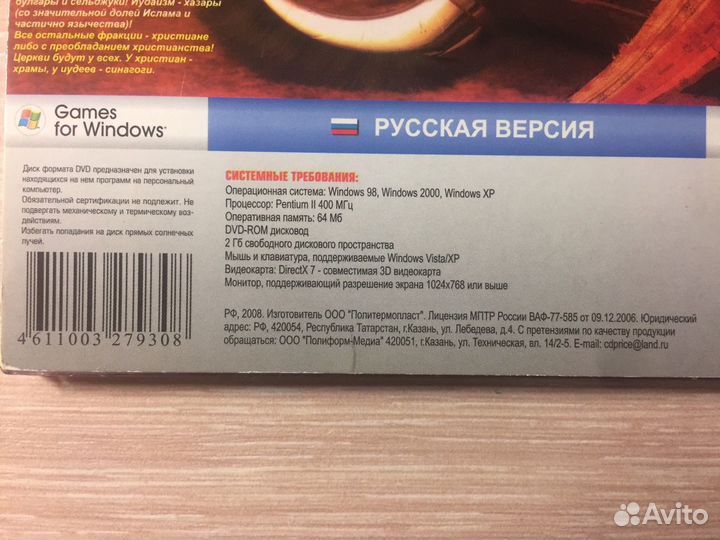 булгары и сельджуки! Иудаизм - хазары
(со значительной долей Ислама и
частично язычества)!
Все остальные фракции - христиане
либо с преобладанием христианства!
Церкви будут у всех. У христиан -
храмы, у иудеев - синагоги.
Games
for Windows
РУССКАЯ ВЕРСИЯ
Диск формата DVD предназначен для установки
находящихся на нем программ на персональный
компьютер.
Обязательной сертификации не подлежит. Не
подвергать механическому и термическому воз-
действиям.
Избегать попадания на диск прямых солнечных
лучей.
4 611003 279308
СИСТЕМНЫЕ ТРЕБОВАНИЯ:
Операционная система: Windows 98, Windows 2000, Windows XP
Процессор: Pentium II 400 МГц
Оперативная память: 64 Мб
DVD-ROM дисковод
2 Гб свободного дискового пространства
Мышь и клавиатура, поддерживаемые Windows Vista/XP
Видеокарта: DirectX 7 - совместимая 3D видеокарта
Монитор, поддерживающий разрешение экрана 1024x768 или выше
РФ, 2008. Изготовитель ООО "Политермопласт". Лицензия МПТР России ВАФ-77-585 от 09.12.2006. Юридический
адрес: РФ, 420054, Республика Татарстан, г.Казань, ул. Лебедева, д.4. С претензиями по качеству продукции
обращаться: ООО "Полиформ-Медиа" 420051, г.Казань, ул. Техническая, вл. 14/2-5. E-mail: cdprice@land.ru
Avito